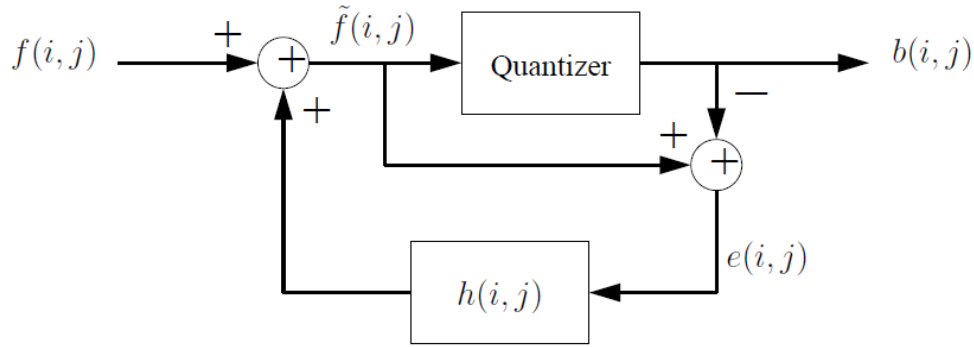 f(i, j)
+
+
f̃(i, j)
Quantizer
b(i, j)
+
−
+
+
h(i, j)
e(i, j)